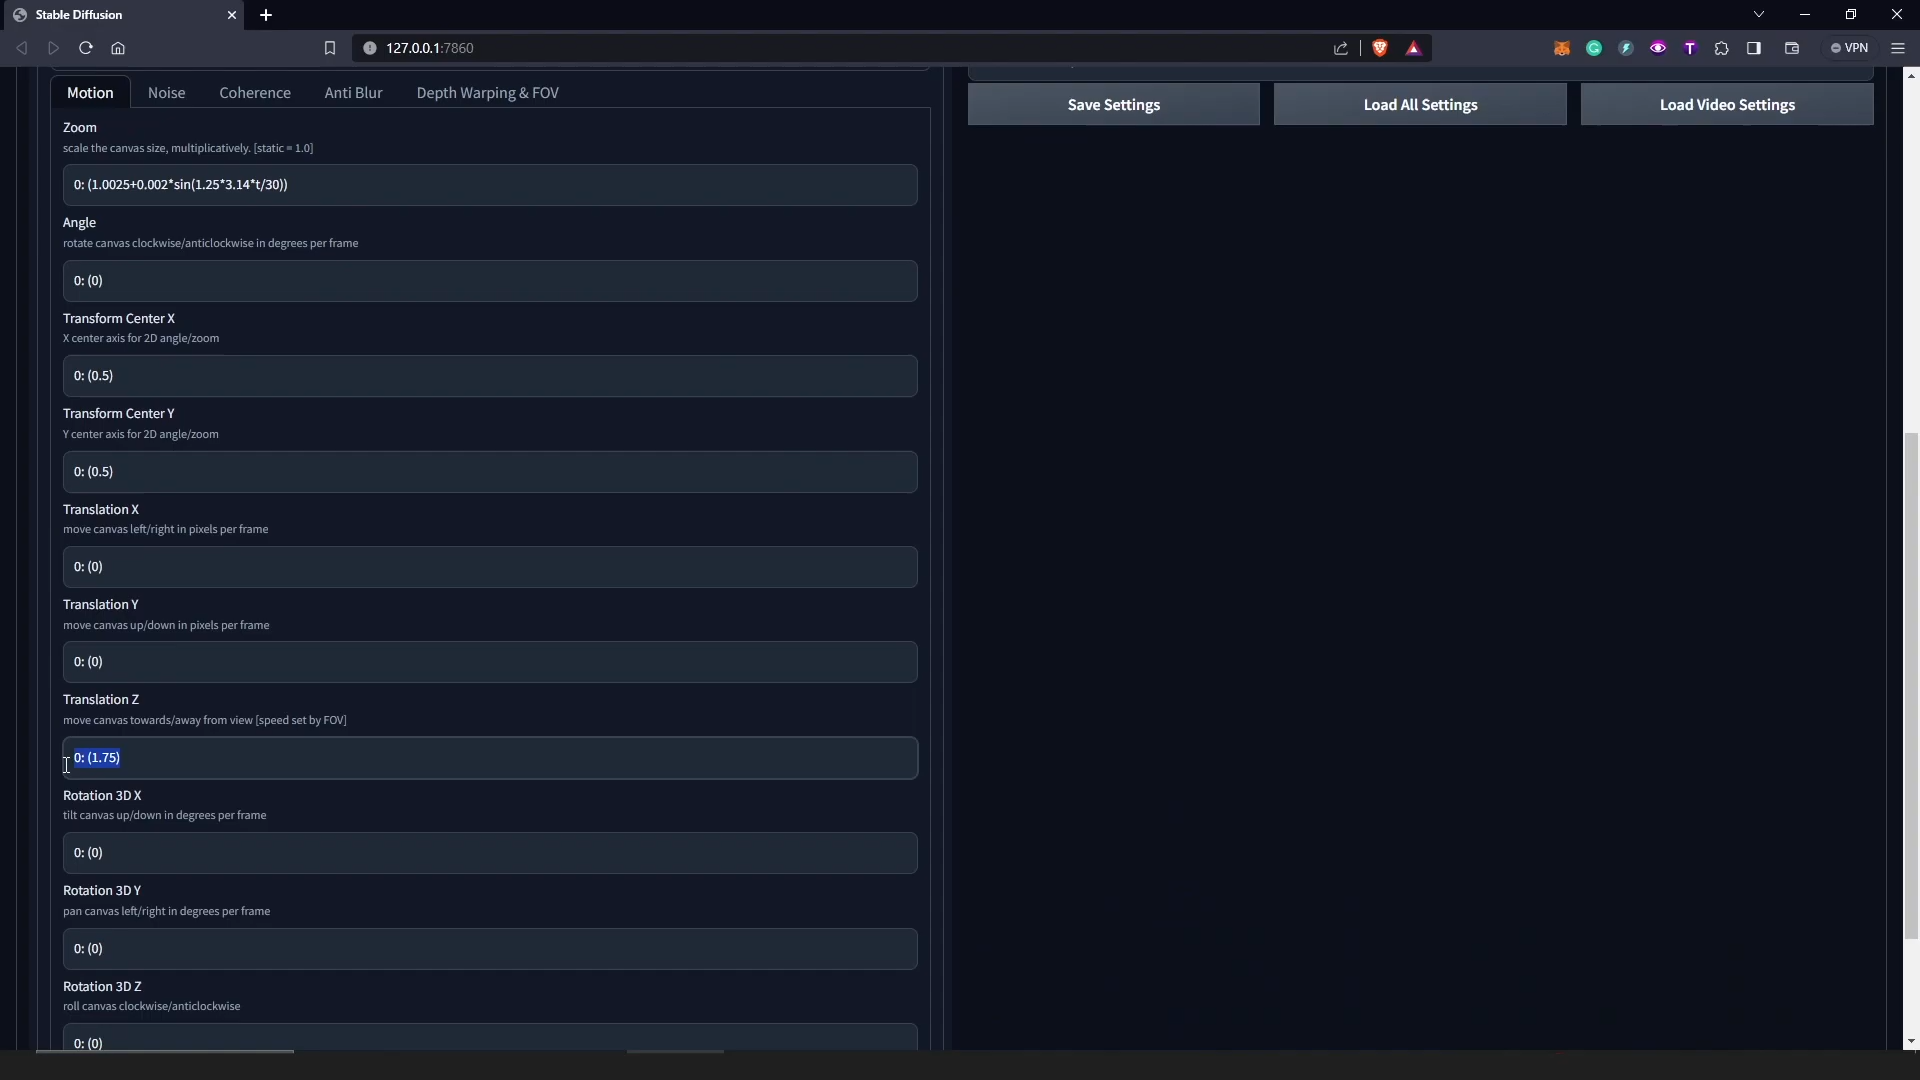 Stable Diffusion
127.0.0.1:7860
VPN
Motion
Noise
Coherence
Anti Blur
Depth Warping & FOV
Save Settings
Load All Settings
Load Video Settings
Zoom
scale the canvas size, multiplicatively. [static = 1.0]
0: (1.0025+0.002*sin(1.25*3.14*t/30))
Angle
rotate canvas clockwise/anticlockwise in degrees per frame
0: (0)
Transform Center X
X center axis for 2D angle/zoom
0: (0.5)
Transform Center Y
Y center axis for 2D angle/zoom
0: (0.5)
Translation X
move canvas left/right in pixels per frame
0: (0)
Translation Y
move canvas up/down in pixels per frame
0: (0)
Translation Z
move canvas towards/away from view [speed set by FOV]
0: (1.75)
Rotation 3D X
tilt canvas up/down in degrees per frame
0: (0)
Rotation 3D Y
pan canvas left/right in degrees per frame
0: (0)
Rotation 3D Z
roll canvas clockwise/anticlockwise
0: (0)